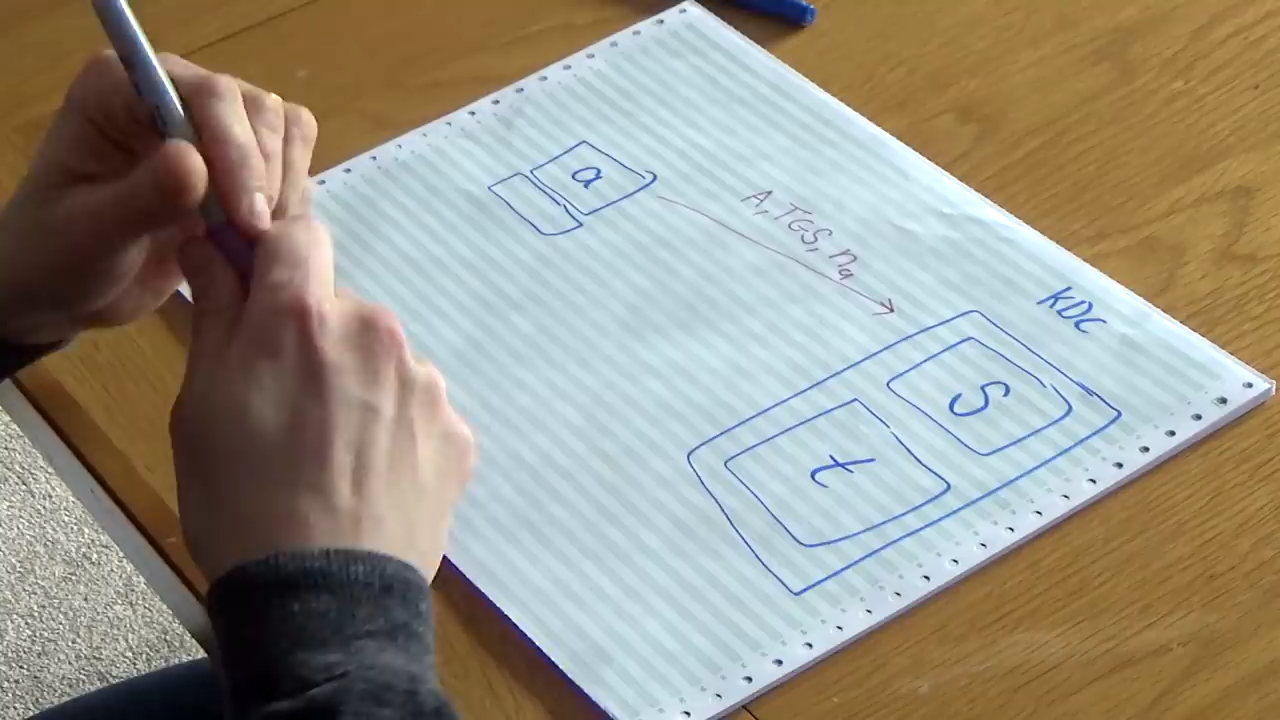 a
A, TGS, nₐ
KDC
S
t